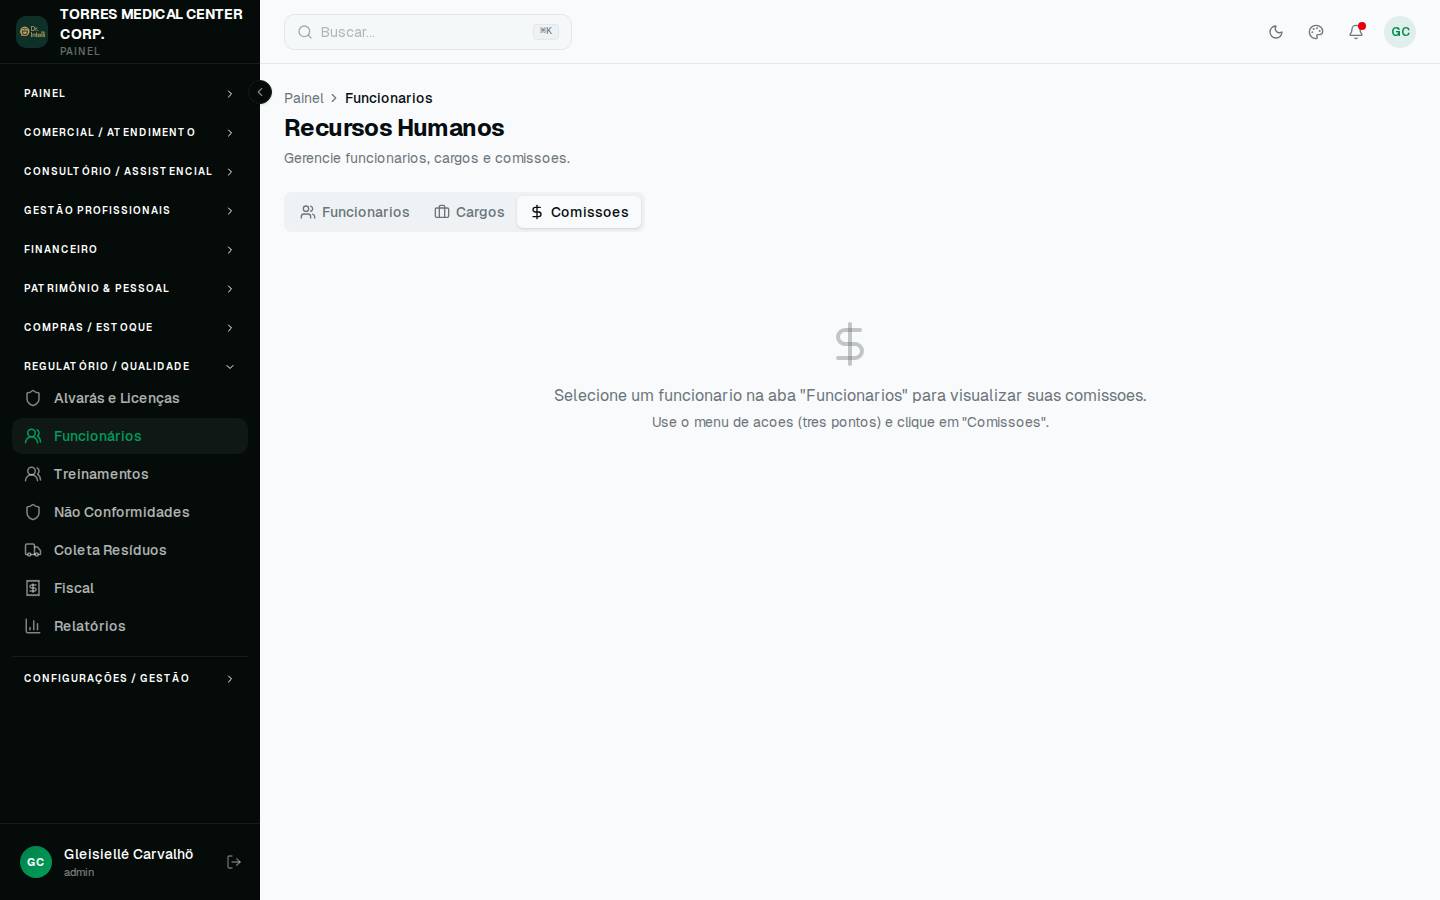 Dr.
Intelli
TORRES MEDICAL CENTER
CORP.
PAINEL
PAINEL
COMERCIAL / ATENDIMENTO
CONSULTÓRIO / ASSISTENCIAL
GESTÃO PROFISSIONAIS
FINANCEIRO
PATRIMÔNIO & PESSOAL
COMPRAS / ESTOQUE
REGULATÓRIO / QUALIDADE
Alvarás e Licenças
Funcionários
Treinamentos
Não Conformidades
Coleta Resíduos
Fiscal
Relatórios
CONFIGURAÇÕES / GESTÃO
GC
Gleisiellé Carvalhö
admin
Buscar...
⌘K
GC
Painel
Funcionarios
Recursos Humanos
Gerencie funcionarios, cargos e comissoes.
Funcionarios
Cargos
Comissoes
Selecione um funcionario na aba "Funcionarios" para visualizar suas comissoes.
Use o menu de acoes (tres pontos) e clique em "Comissoes".